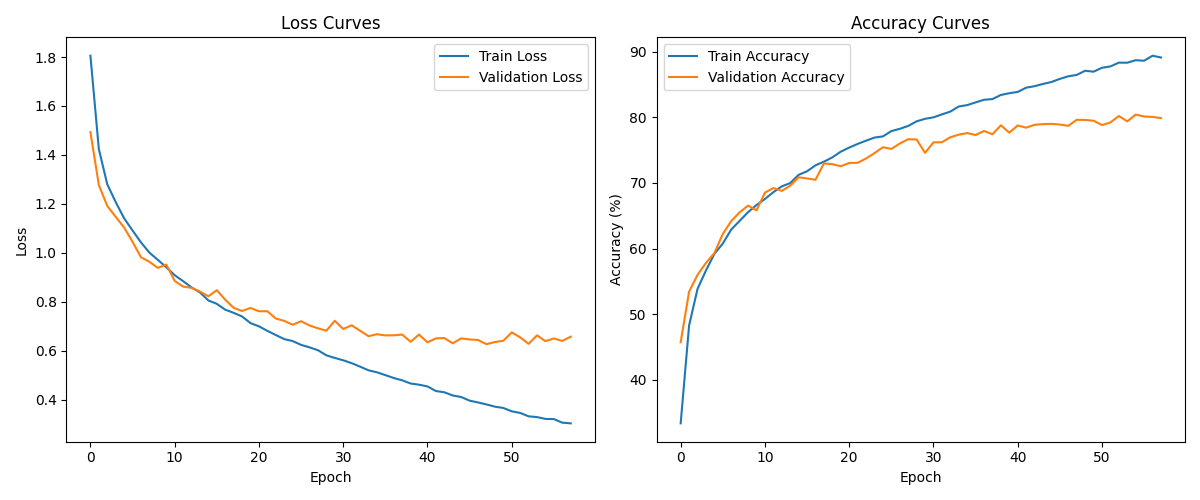 Loss Curves
Train Loss
Validation Loss
Loss
1.8
1.6
1.4
1.2
1.0
0.8
0.6
0.4
0 10 20 30 40 50
Epoch
Accuracy Curves
Train Accuracy
Validation Accuracy
Accuracy (%)
90
80
70
60
50
40
0 10 20 30 40 50
Epoch